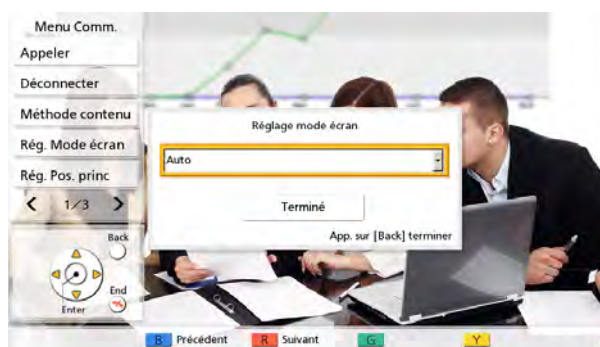 Menu Comm.
Appeler
Déconnecter
Méthode contenu
Rég. Mode écran
Rég. Pos. princ
1/3
Back
End
Enter
Réglage mode écran
Auto
Terminé
App. sur [Back] terminer
B Précédent R Suivant G Y